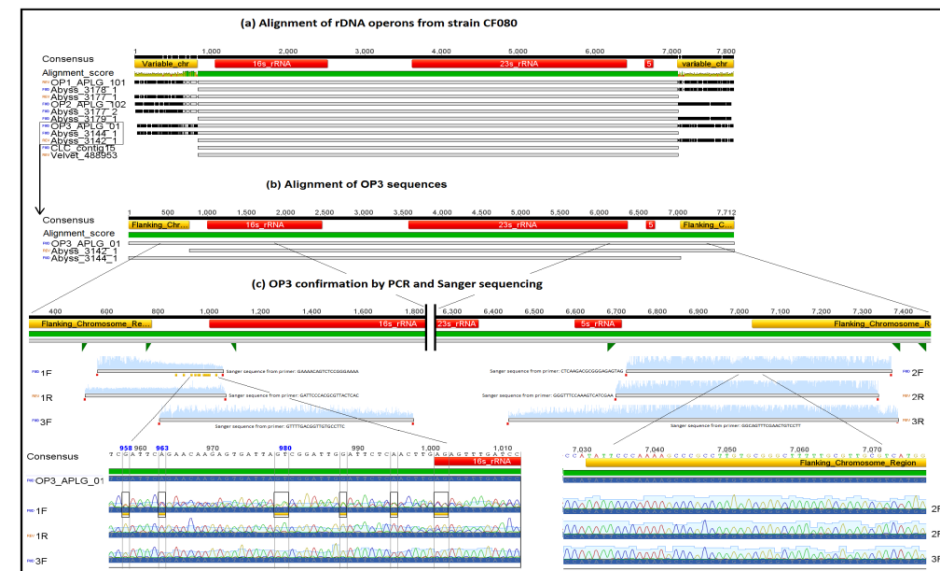 (a) Alignment of rDNA operons from strain CF080
1 1,000 2,000 3,000 4,000 5,000 6,000 7,000 7,800
Consensus
Variable_chr 16s_rRNA 23s_rRNA 5 variable_chr
Alignment_score
OP1_APLG_101
Abyss_3178_1
Abyss_3177_1
OP2_APLG_102
Abyss_3177_2
Abyss_3179_1
OP3_APLG_01
Abyss_3144_1
Abyss_3142_1
CLC_contig15
Velvet_488953
(b) Alignment of OP3 sequences
1 500 1,000 1,500 2,000 2,500 3,000 3,500 4,000 4,500 5,000 5,500 6,000 6,500 7,000 7,712
Consensus
Flanking_Chr... 16s_rRNA 23s_rRNA 5 Flanking_C...
Alignment_score
OP3_APLG_01
Abyss_3142_1
Abyss_3144_1
(c) OP3 confirmation by PCR and Sanger sequencing
400 600 800 1,000 1,200 1,400 1,600 1,800 6,300 6,400 6,500 6,600 6,700 6,800 6,900 7,000 7,100 7,200 7,300 7,400
Flanking_Chromosome_Re... 16s_rRNA 23s_rRNA 5s_rRNA Flanking_Chromosome_R
1F Sanger sequence from primer: GAAAACAGTCTCCGGGAAAA
Sanger sequence from primer: CTCAAGACGCGGGAGAGTAG 2F
1R Sanger sequence from primer: GATTCCCACGCGTTACTCAC
Sanger sequence from primer: GGGTTTCCAAAGTCATCGAA 2R
3F Sanger sequence from primer: GTTTTGACGGTTGTGCCTTC
Sanger sequence from primer: GGCAGTTTCGAACTGTCCTT 3R
958 960 963 970 980 990 1,000 1,010
7,030 7,040 7,050 7,060 7,070
Consensus
16s_rRNA
Flanking_Chromosome_Region
OP3_APLG_01
1F 2F
1R 2R
3F 3R